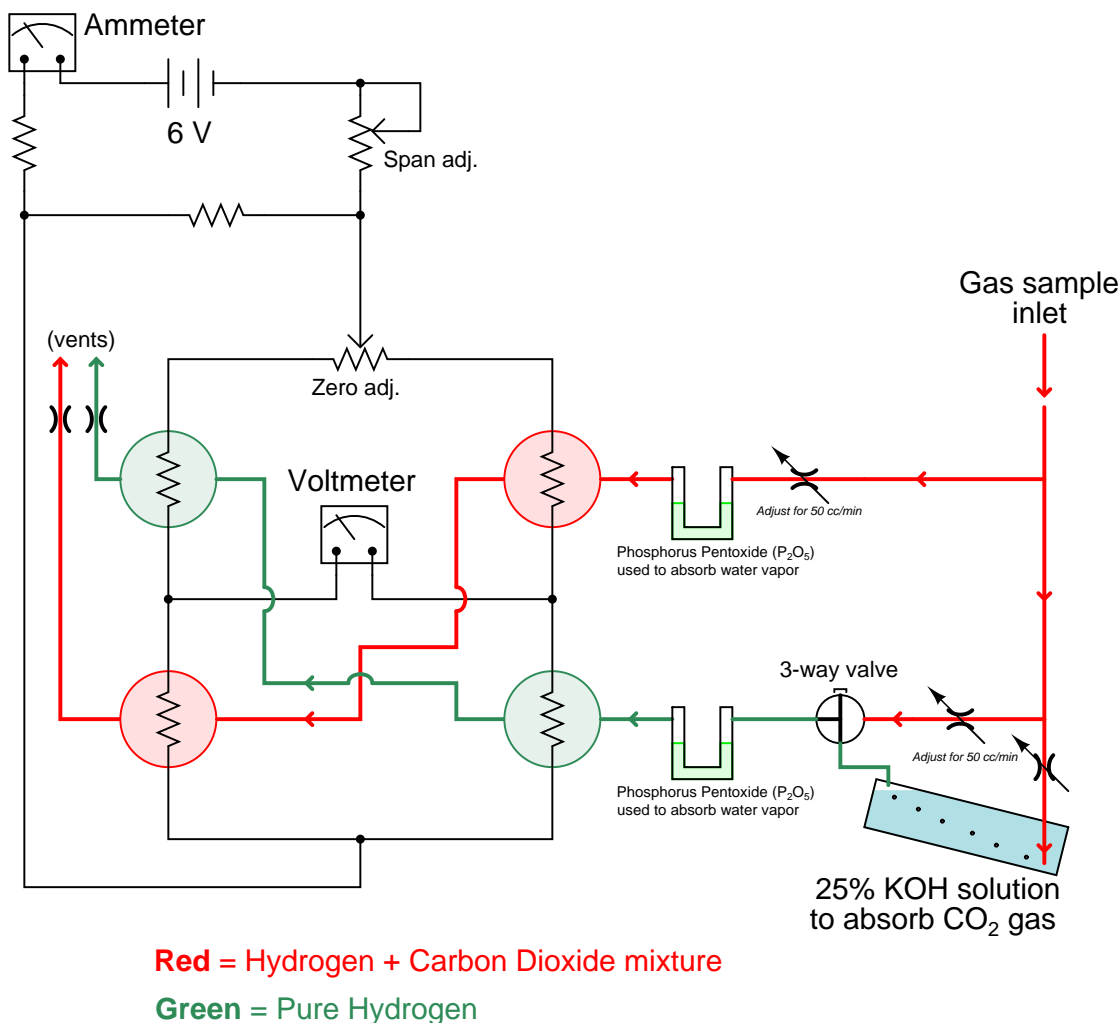 Ammeter
6 V
Span adj.
Gas sample
inlet
(vents)
Zero adj.
Voltmeter
Adjust for 50 cc/min
Phosphorus Pentoxide (P₂O₅)
used to absorb water vapor
3-way valve
Adjust for 50 cc/min
Phosphorus Pentoxide (P₂O₅)
used to absorb water vapor
25% KOH solution
to absorb CO₂ gas
Red = Hydrogen + Carbon Dioxide mixture
Green = Pure Hydrogen